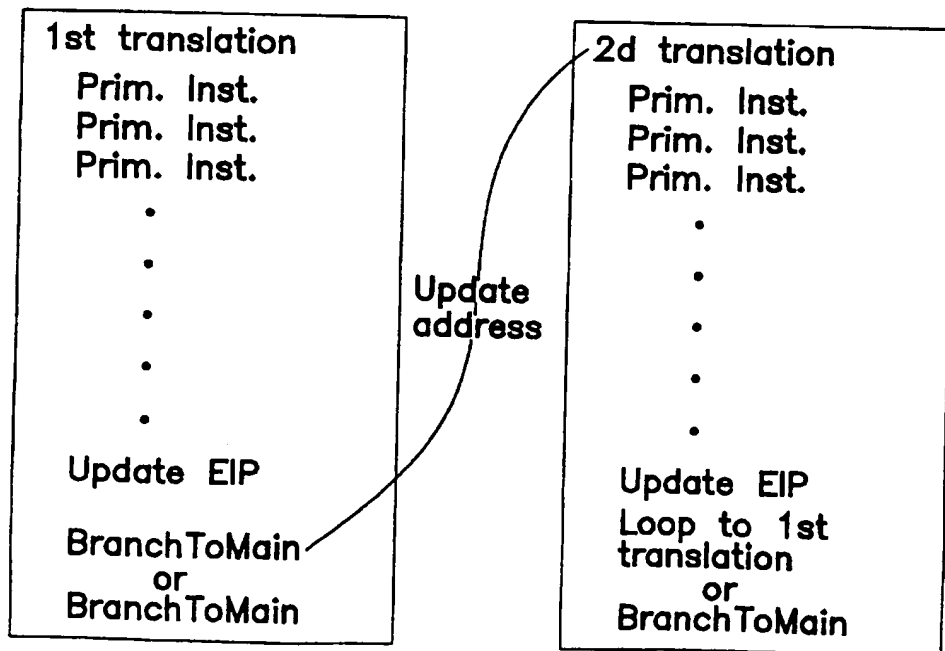 1st translation
Prim. Inst.
Prim. Inst.
Prim. Inst.
Update EIP
BranchToMain
or
BranchToMain
Update
address
2d translation
Prim. Inst.
Prim. Inst.
Prim. Inst.
Update EIP
Loop to 1st
translation
or
BranchToMain